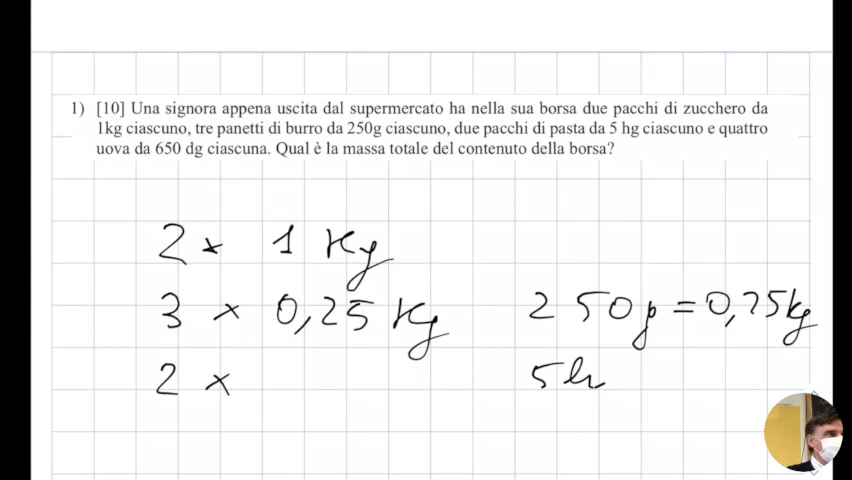 1) [10] Una signora appena uscita dal supermercato ha nella sua borsa due pacchi di zucchero da
1kg ciascuno, tre panetti di burro da 250g ciascuno, due pacchi di pasta da 5 hg ciascuno e quattro
uova da 650 dg ciascuna. Qual è la massa totale del contenuto della borsa?
2 × 1 Kg
3 × 0,25 Kg 250g = 0,25kg
2 × 5h